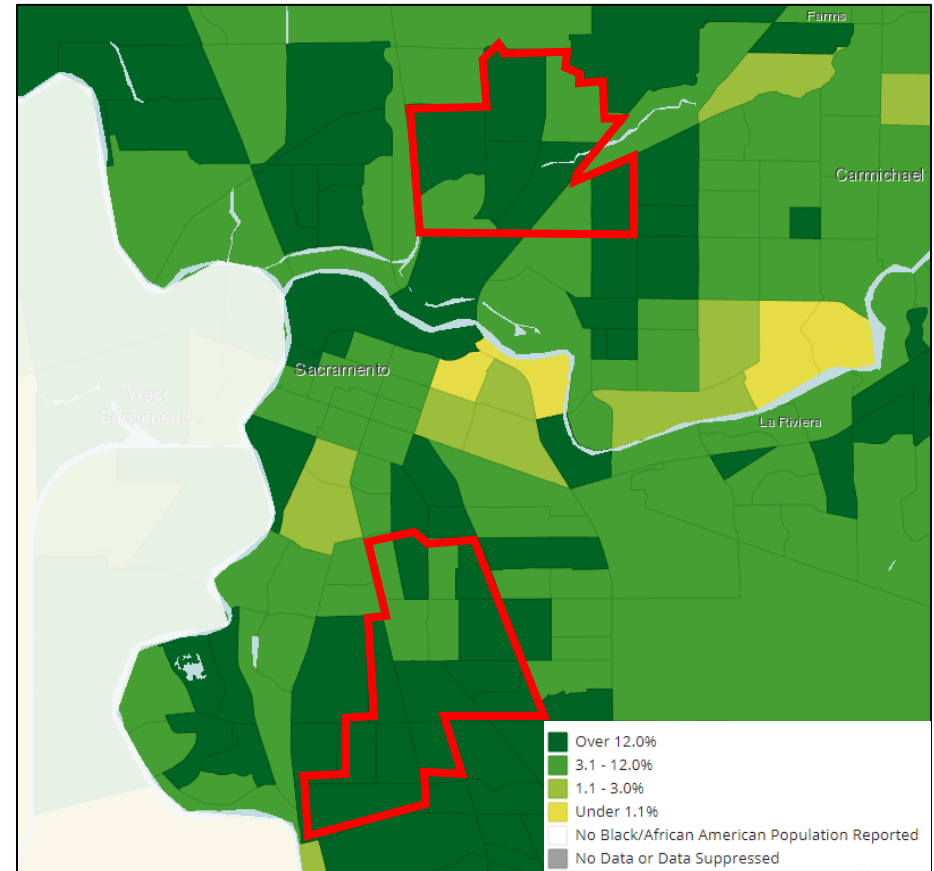 Farms
Carmichael
Sacramento
West
Sacramento
La Riviera
Over 12.0%
3.1 - 12.0%
1.1 - 3.0%
Under 1.1%
No Black/African American Population Reported
No Data or Data Suppressed